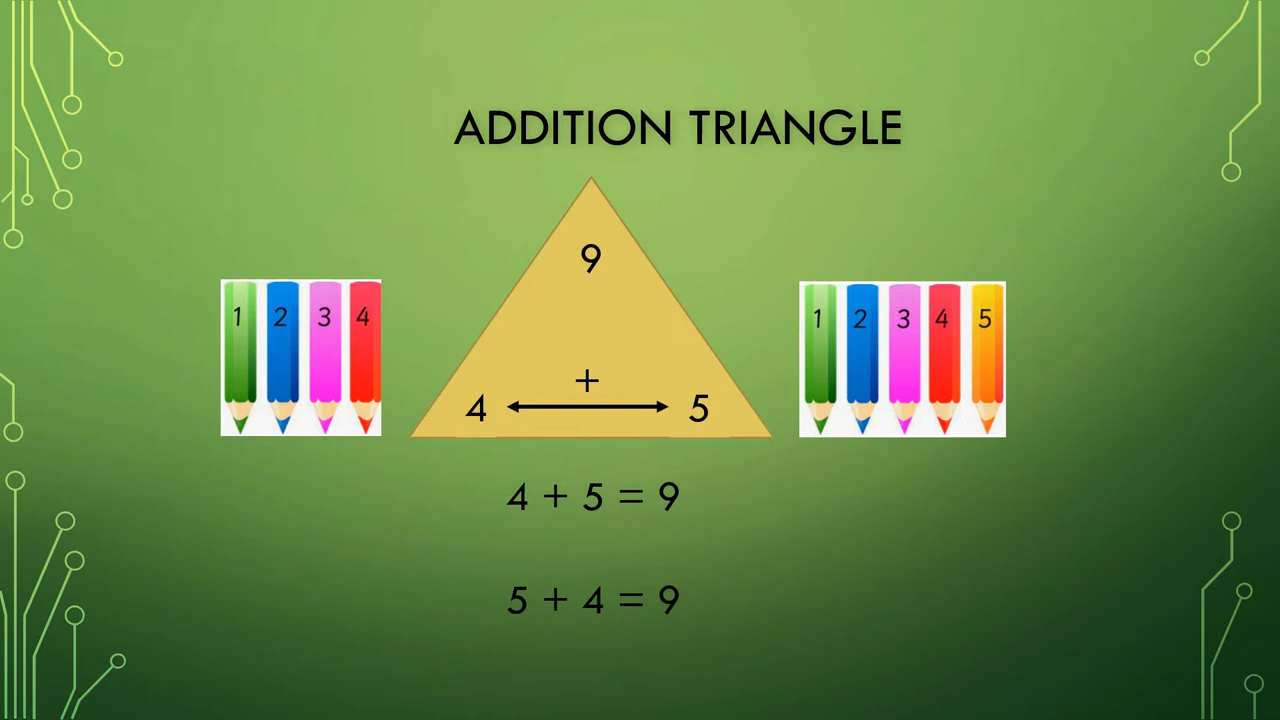 ADDITION TRIANGLE
9
1 2 3 4
1 2 3 4 5
+
4 5
4 + 5 = 9
5 + 4 = 9